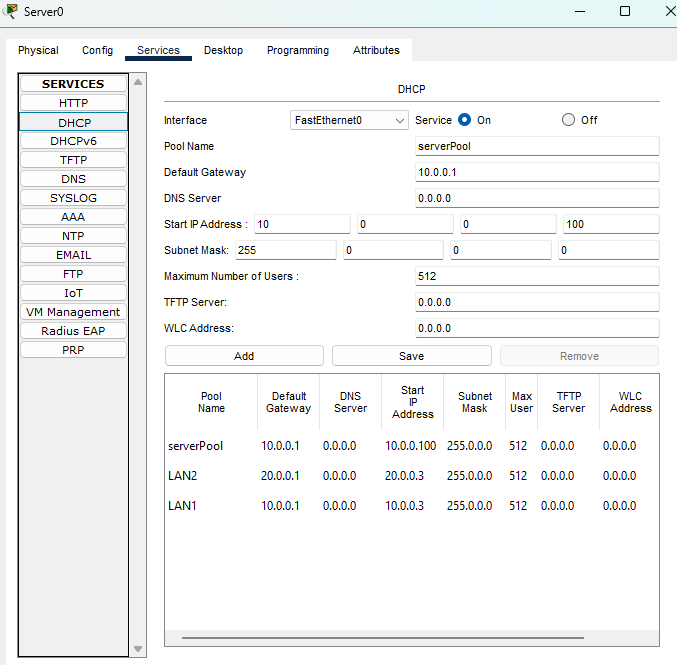 Server0
Physical Config Services Desktop Programming Attributes
SERVICES
HTTP
DHCP
DHCPv6
TFTP
DNS
SYSLOG
AAA
NTP
EMAIL
FTP
IoT
VM Management
Radius EAP
PRP
DHCP
Interface FastEthernet0 Service On Off
Pool Name serverPool
Default Gateway 10.0.0.1
DNS Server 0.0.0.0
Start IP Address : 10 0 0 100
Subnet Mask: 255 0 0 0
Maximum Number of Users : 512
TFTP Server: 0.0.0.0
WLC Address: 0.0.0.0
Add Save Remove
Pool Name Default Gateway DNS Server Start IP Address Subnet Mask Max User TFTP Server WLC Address
serverPool 10.0.0.1 0.0.0.0 10.0.0.100 255.0.0.0 512 0.0.0.0 0.0.0.0
LAN2 20.0.0.1 0.0.0.0 20.0.0.3 255.0.0.0 512 0.0.0.0 0.0.0.0
LAN1 10.0.0.1 0.0.0.0 10.0.0.3 255.0.0.0 512 0.0.0.0 0.0.0.0